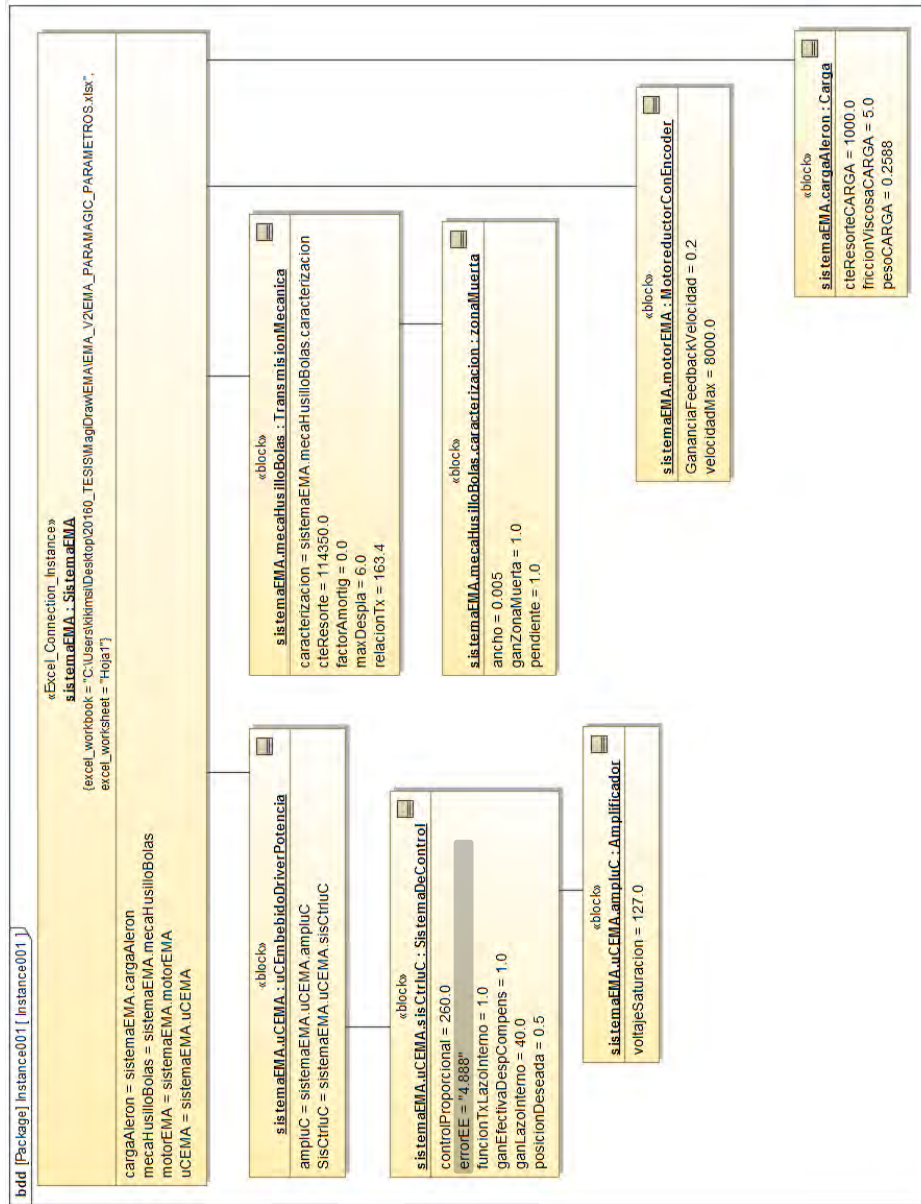 bdd [Package] Instance001 [ Instance001 ]
«Excel_Connection_Instance»
sistemaEMA : SistemaEMA
{excel_workbook = "C:\Users\kikimsi\Desktop\20160_TESIS\MagiDraw\EMA\EMA_V2\EMA_PARAMAGIC_PARAMETROS.xlsx",
excel_worksheet = "Hoja1"}
cargaAleron = sistemaEMA.cargaAleron
mecaHusilloBolas = sistemaEMA.mecaHusilloBolas
motorEMA = sistemaEMA.motorEMA
uCEMA = sistemaEMA.uCEMA
«block»
sistemaEMA.uCEMA : uCEmbebidoDriverPotencia
ampluC = sistemaEMA.uCEMA.ampluC
SisCtrluC = sistemaEMA.uCEMA.sisCtrluC
«block»
sistemaEMA.uCEMA.sisCtrluC : SistemaDeControl
controlProporcional = 260.0
errorEE = "4.888"
funcionTxLazoInterno = 1.0
ganEfectivaDespCompens = 1.0
ganLazoInterno = 40.0
posicionDeseada = 0.5
«block»
sistemaEMA.uCEMA.ampluC : Amplificador
voltajeSaturacion = 127.0
«block»
sistemaEMA.mecaHusilloBolas : TransmisionMecanica
caracterizacion = sistemaEMA.mecaHusilloBolas.caracterizacion
cteResorte = 114350.0
factorAmortig = 0.0
maxDespla = 6.0
relacionTx = 163.4
«block»
sistemaEMA.mecaHusilloBolas.caracterizacion : zonaMuerta
ancho = 0.005
ganZonaMuerta = 1.0
pendiente = 1.0
«block»
sistemaEMA.motorEMA : MotoreductorConEncoder
GananciaFeedbackVelocidad = 0.2
velocidadMax = 8000.0
«block»
sistemaEMA.cargaAleron : Carga
cteResorteCARGA = 1000.0
friccionViscosaCARGA = 5.0
pesoCARGA = 0.2588